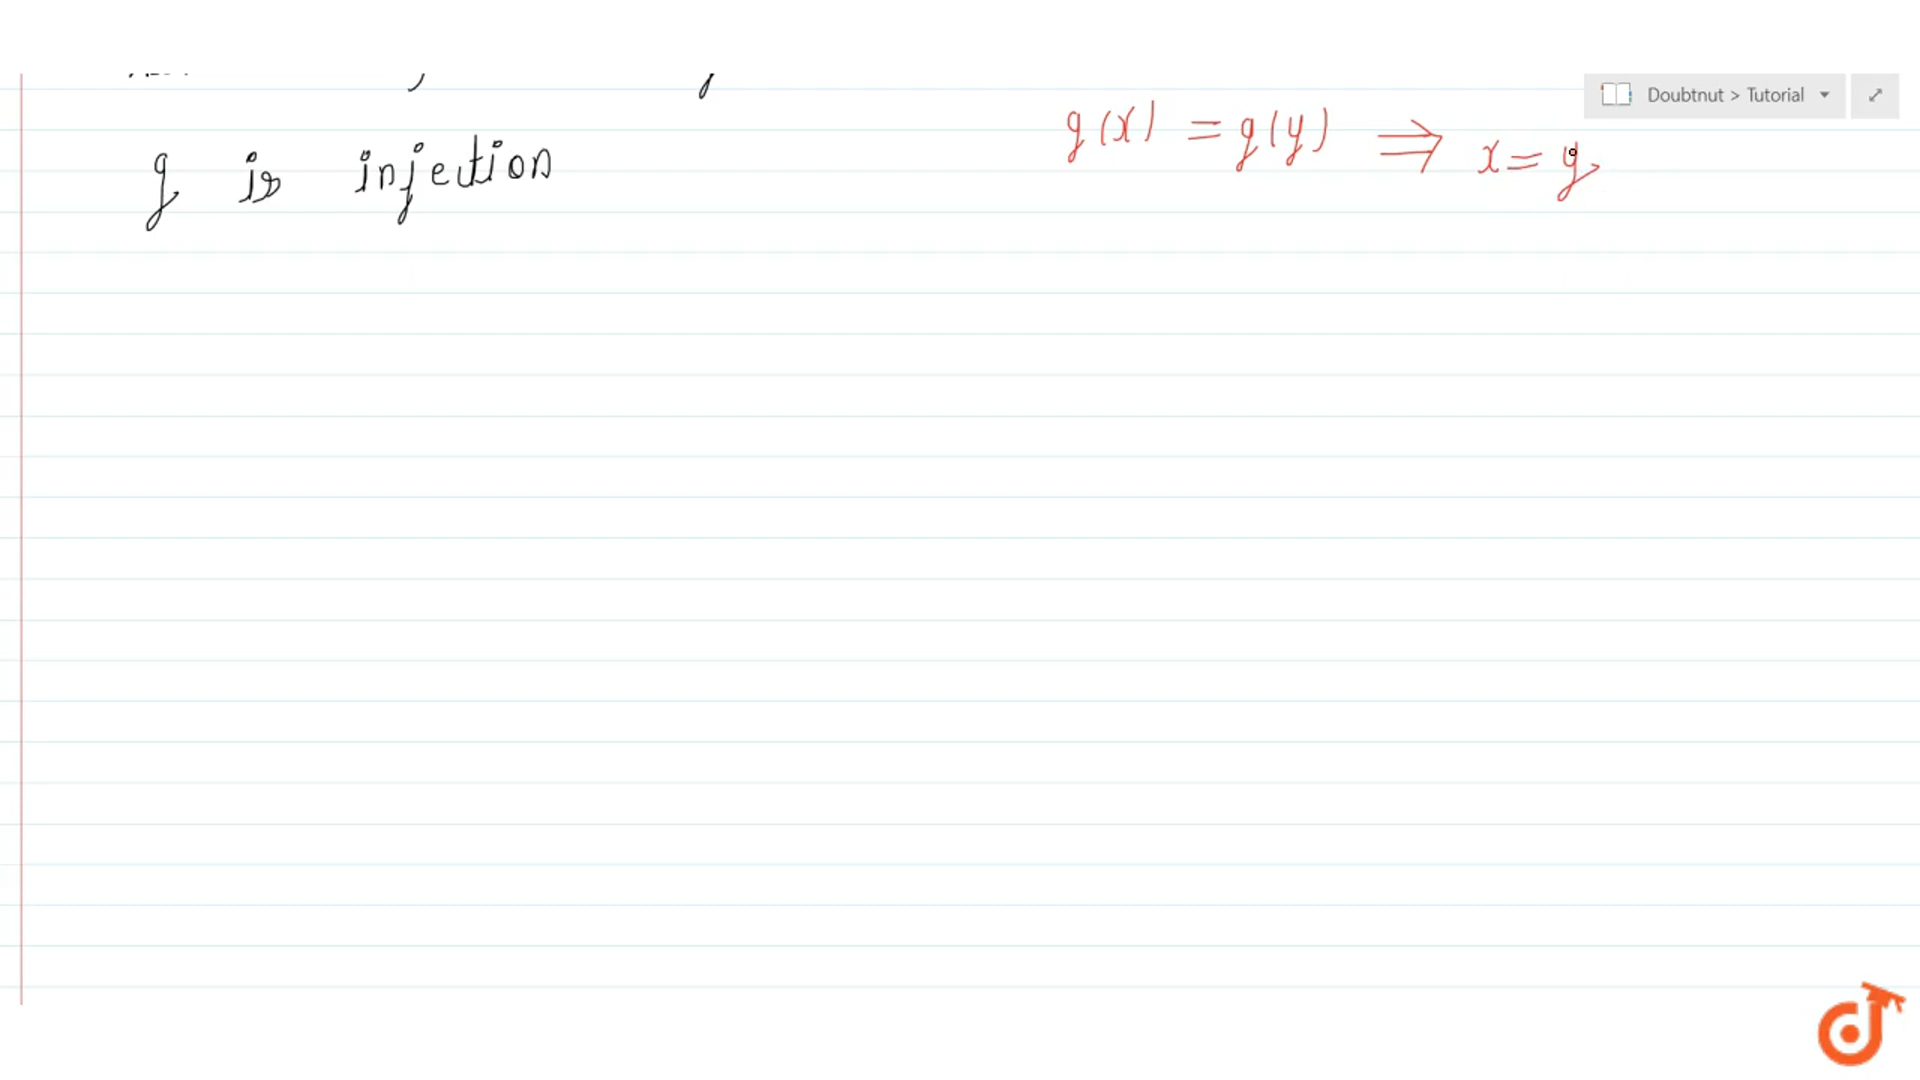 Doubtnut > Tutorial
g(x) = g(y) ⇒ x = y
g is injection